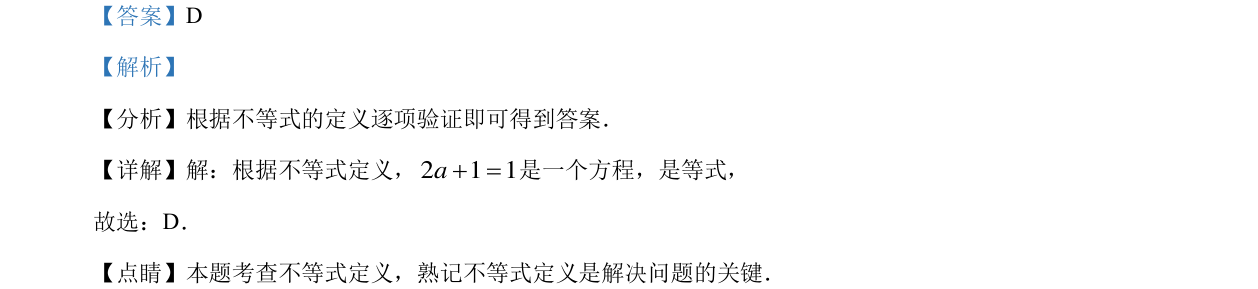 【答案】D
【解析】
【分析】根据不等式的定义逐项验证即可得到答案．
【详解】解：根据不等式定义，2a+1=1是一个方程，是等式，
故选：D．
【点睛】本题考查不等式定义，熟记不等式定义是解决问题的关键．